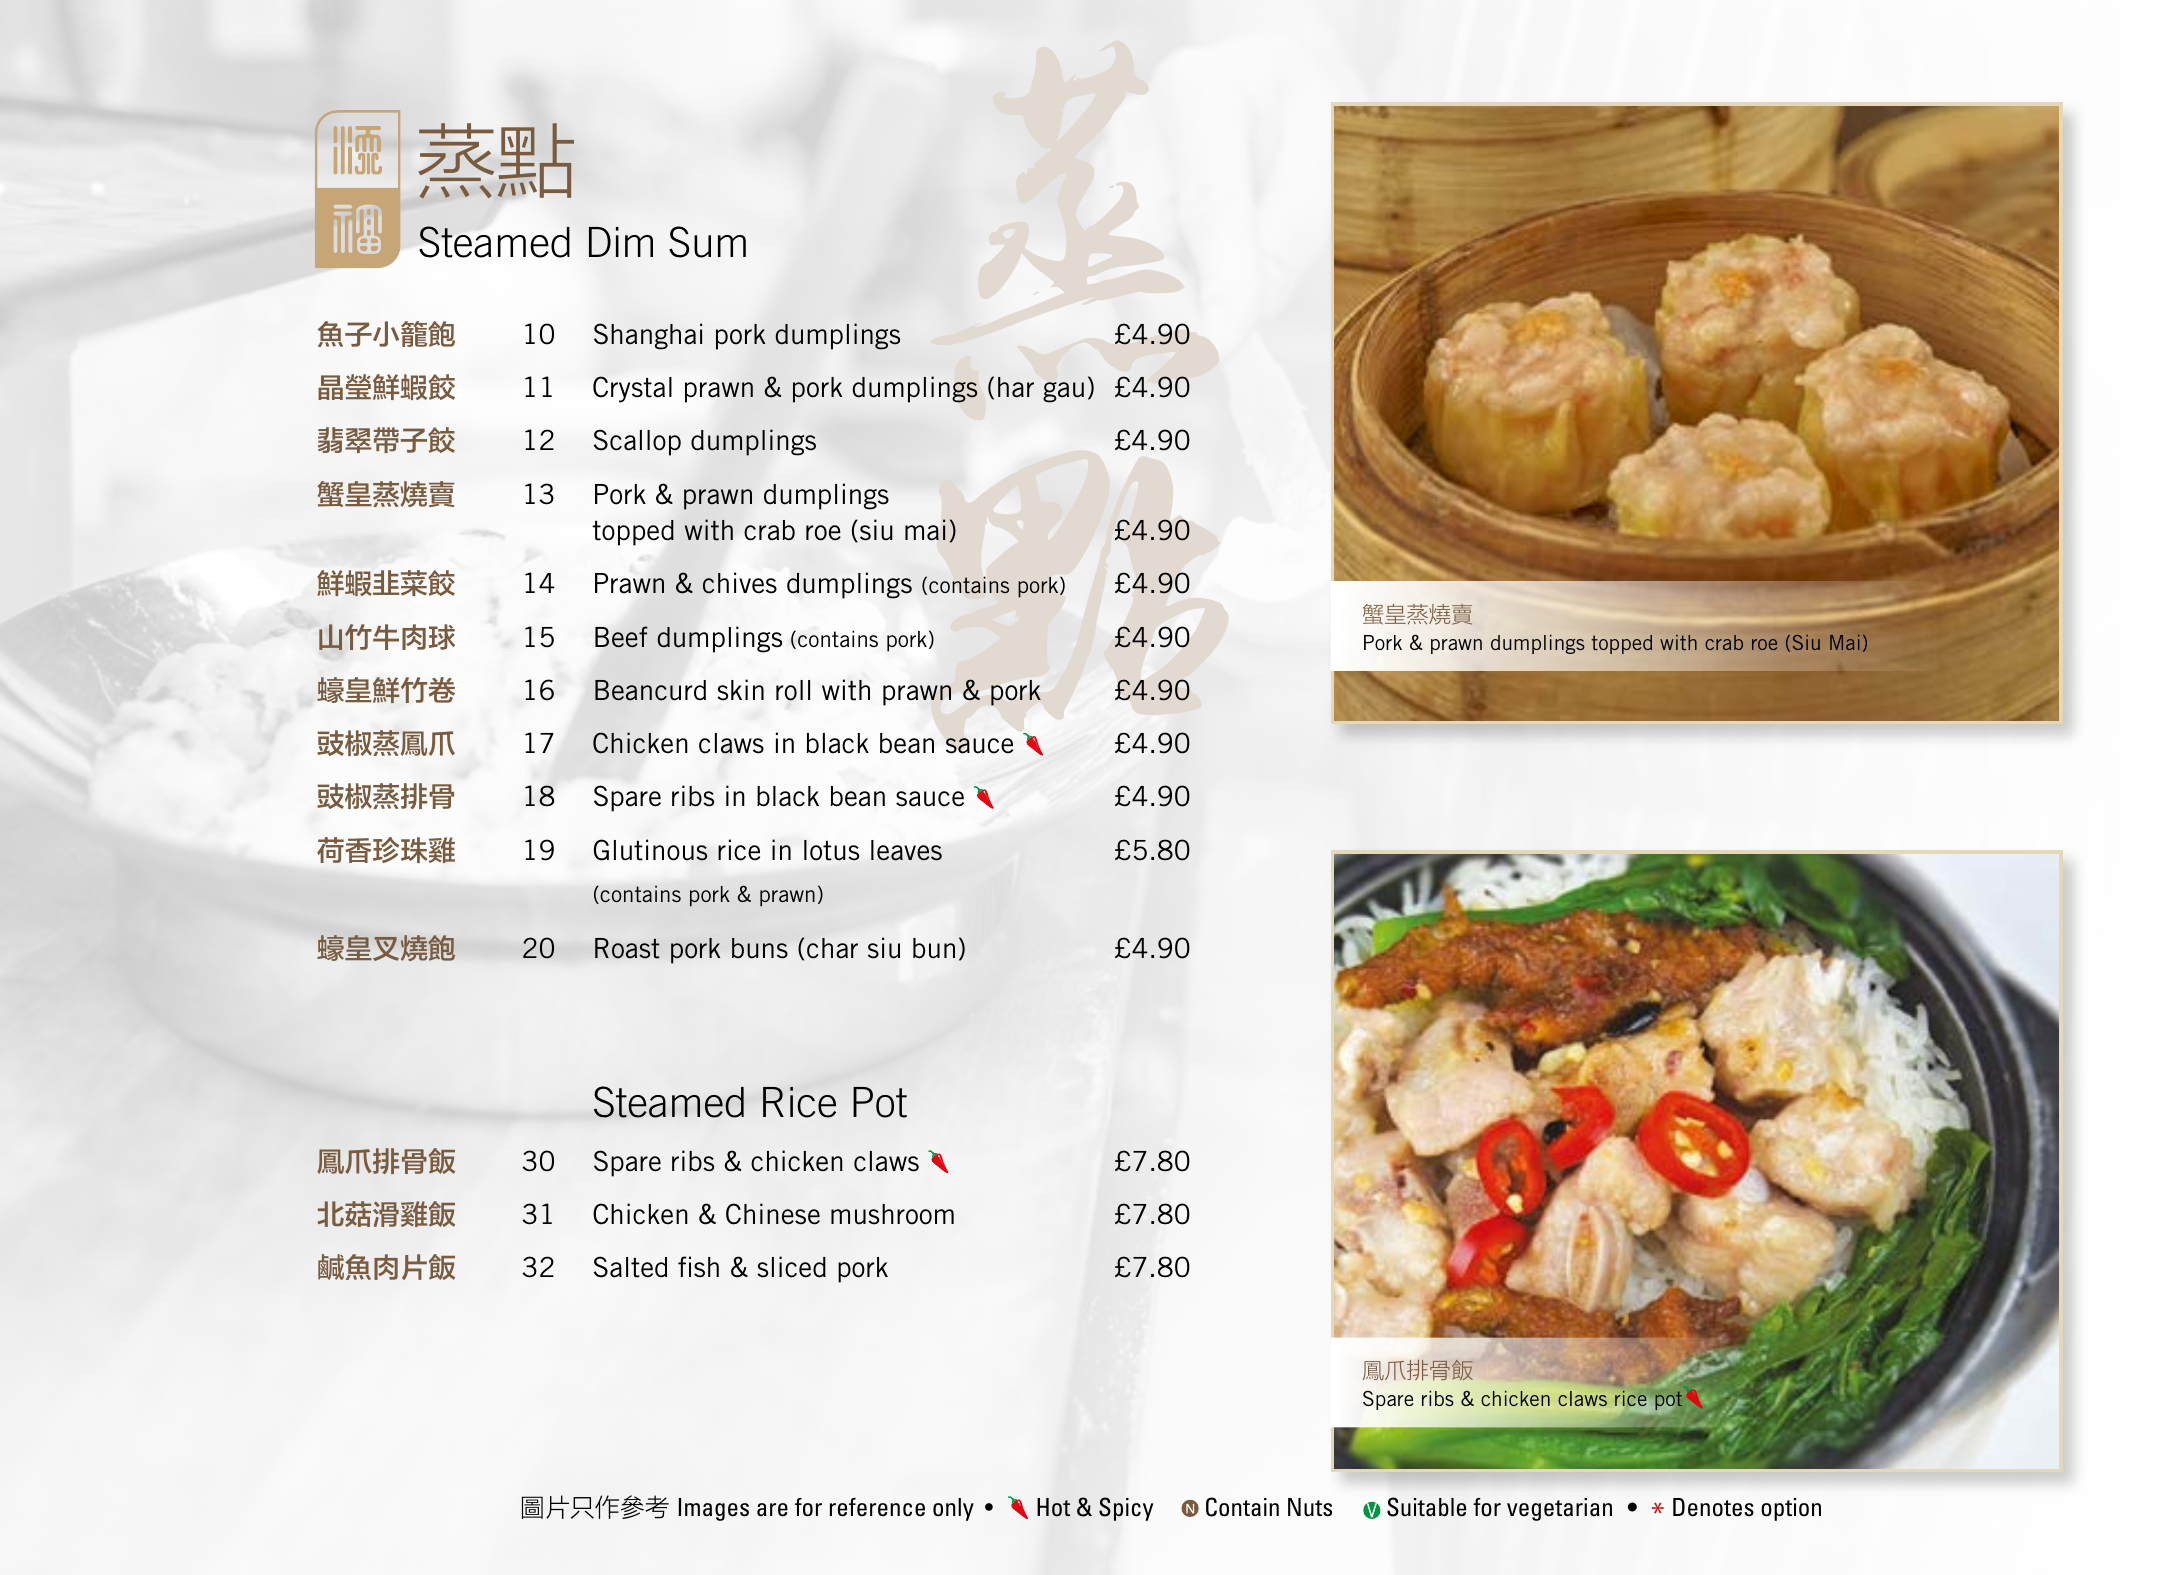 順
福
蒸點
Steamed Dim Sum
蒸點
魚子小籠飽 10 Shanghai pork dumplings £4.90
晶瑩鮮蝦餃 11 Crystal prawn & pork dumplings (har gau) £4.90
翡翠帶子餃 12 Scallop dumplings £4.90
蟹皇蒸燒賣 13 Pork & prawn dumplings
topped with crab roe (siu mai) £4.90
鮮蝦韭菜餃 14 Prawn & chives dumplings (contains pork) £4.90
山竹牛肉球 15 Beef dumplings (contains pork) £4.90
蠔皇鮮竹卷 16 Beancurd skin roll with prawn & pork £4.90
豉椒蒸鳳爪 17 Chicken claws in black bean sauce £4.90
豉椒蒸排骨 18 Spare ribs in black bean sauce £4.90
荷香珍珠雞 19 Glutinous rice in lotus leaves £5.80
(contains pork & prawn)
蠔皇叉燒飽 20 Roast pork buns (char siu bun) £4.90
Steamed Rice Pot
鳳爪排骨飯 30 Spare ribs & chicken claws £7.80
北菇滑雞飯 31 Chicken & Chinese mushroom £7.80
鹹魚肉片飯 32 Salted fish & sliced pork £7.80
蟹皇蒸燒賣
Pork & prawn dumplings topped with crab roe (Siu Mai)
鳳爪排骨飯
Spare ribs & chicken claws rice pot
圖片只作參考 Images are for reference only • Hot & Spicy N Contain Nuts V Suitable for vegetarian • * Denotes option